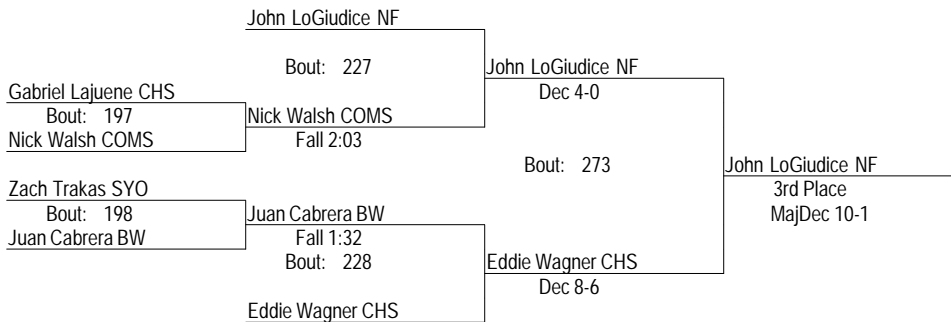 John LoGiudice NF
Bout: 227
John LoGiudice NF
Dec 4-0
Gabriel Lajuene CHS
Bout: 197
Nick Walsh COMS
Nick Walsh COMS
Fall 2:03
Bout: 273
John LoGiudice NF
3rd Place
MajDec 10-1
Zach Trakas SYO
Bout: 198
Juan Cabrera BW
Juan Cabrera BW
Fall 1:32
Bout: 228
Eddie Wagner CHS
Dec 8-6
Eddie Wagner CHS